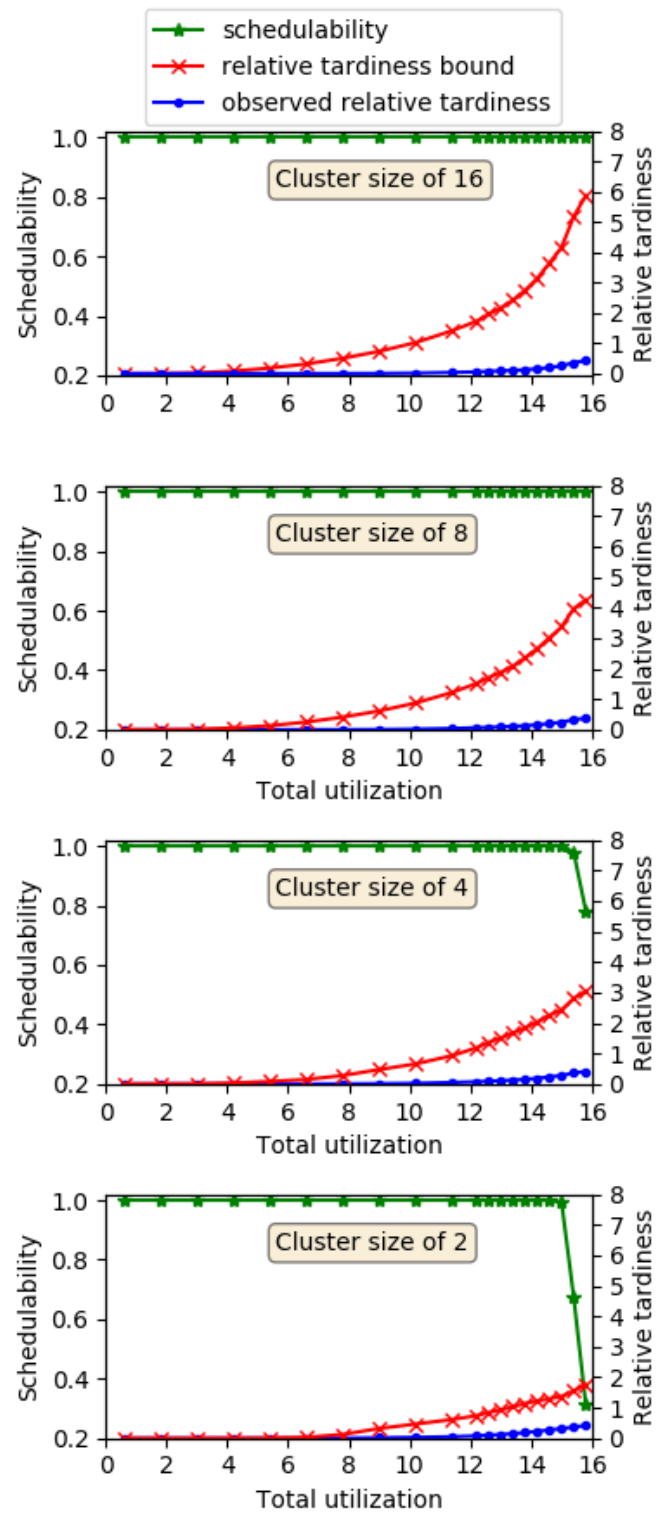 schedulability
relative tardiness bound
observed relative tardiness
Cluster size of 16
Schedulability
1.0
0.8
0.6
0.4
0.2
8
7
6
5
4
3
2
1
0
Relative tardiness
0 2 4 6 8 10 12 14 16
Cluster size of 8
Schedulability
1.0
0.8
0.6
0.4
0.2
8
7
6
5
4
3
2
1
0
Relative tardiness
0 2 4 6 8 10 12 14 16
Total utilization
Cluster size of 4
Schedulability
1.0
0.8
0.6
0.4
0.2
8
7
6
5
4
3
2
1
0
Relative tardiness
0 2 4 6 8 10 12 14 16
Total utilization
Cluster size of 2
Schedulability
1.0
0.8
0.6
0.4
0.2
8
7
6
5
4
3
2
1
0
Relative tardiness
0 2 4 6 8 10 12 14 16
Total utilization